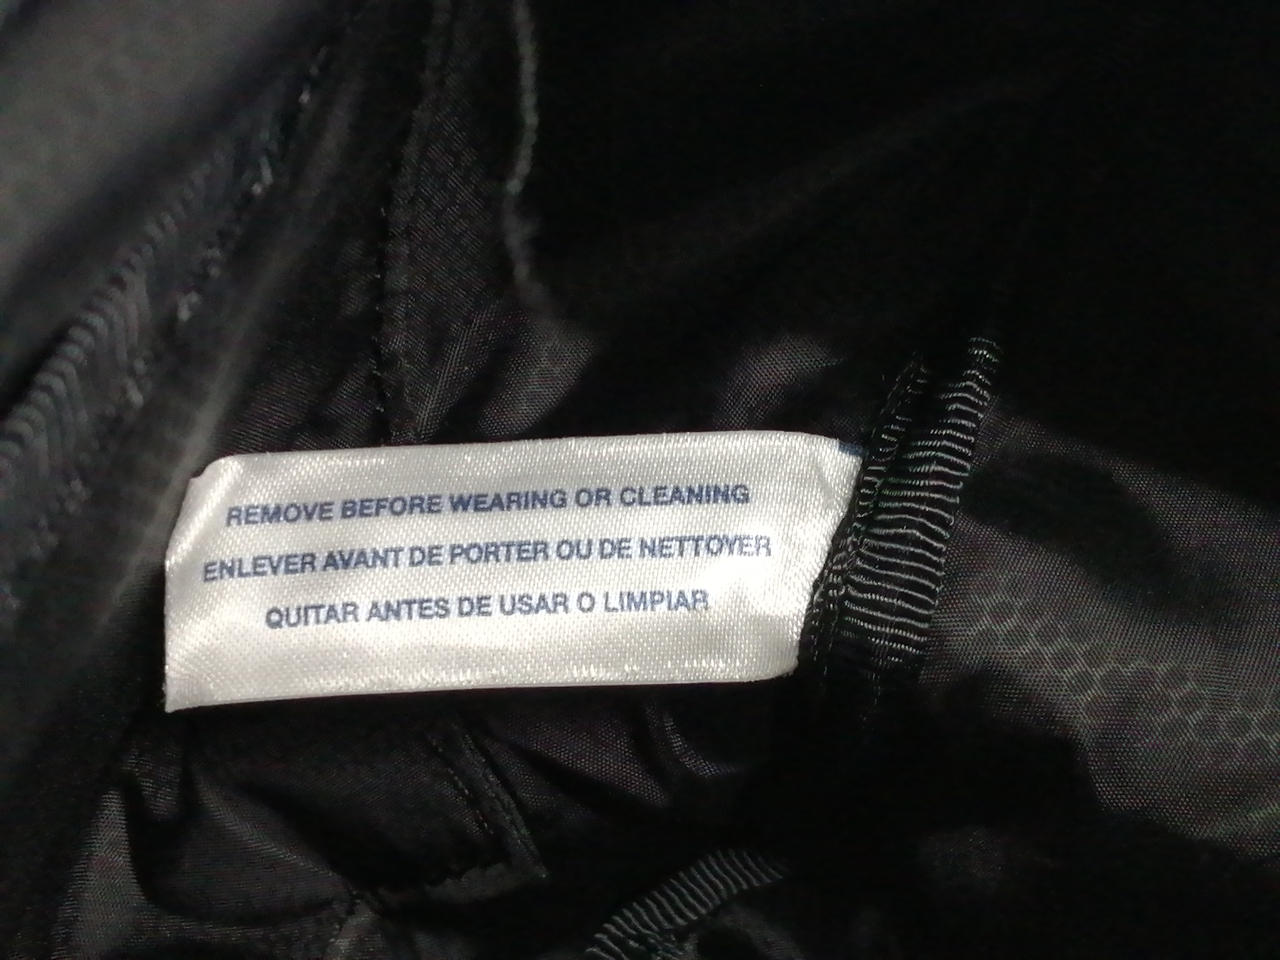 REMOVE BEFORE WEARING OR CLEANING
ENLEVER AVANT DE PORTER OU DE NETTOYER
QUITAR ANTES DE USAR O LIMPIAR